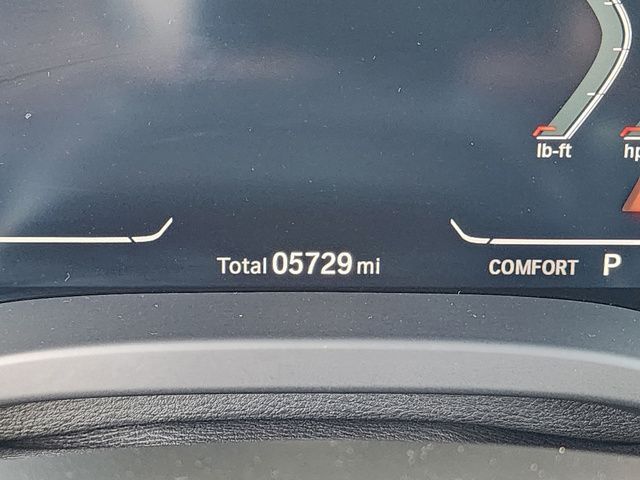 lb-ft
hp
Total 05729 mi
COMFORT P